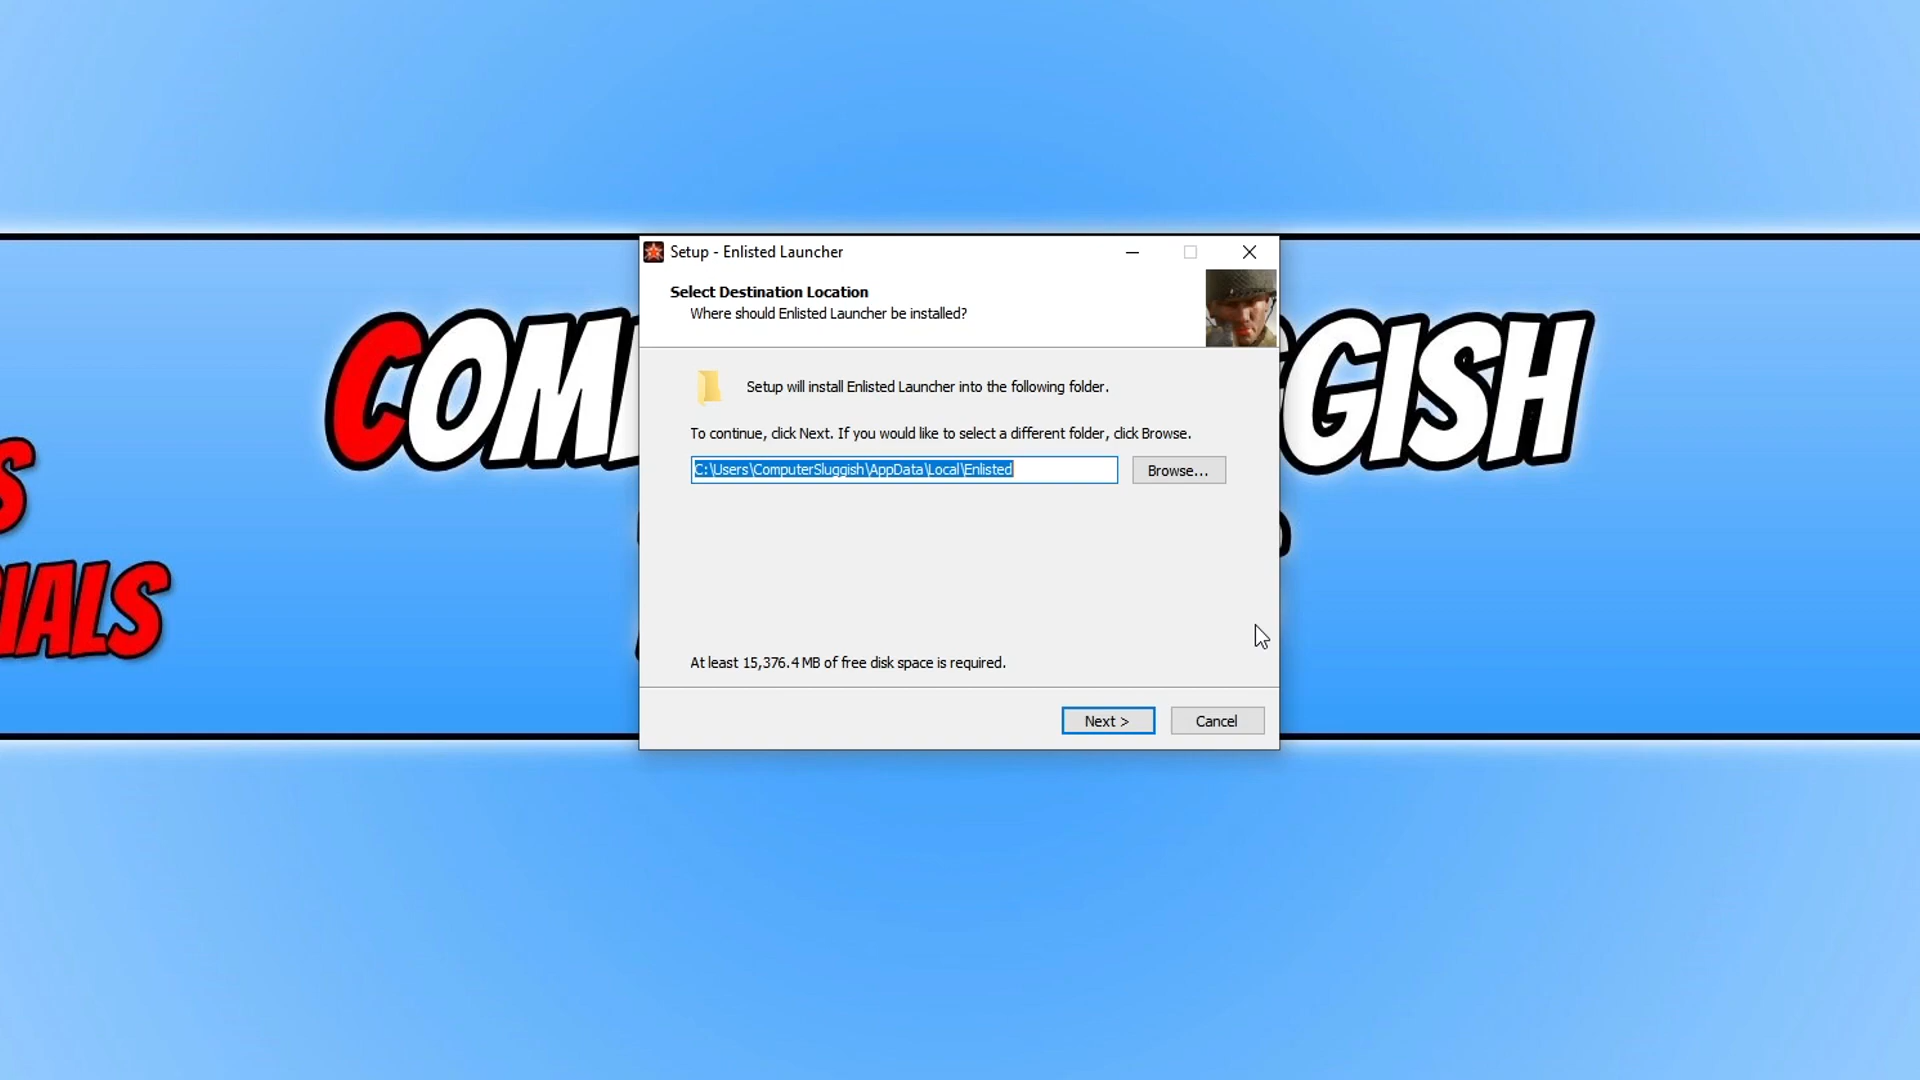 Setup - Enlisted Launcher
Select Destination Location
Where should Enlisted Launcher be installed?
Setup will install Enlisted Launcher into the following folder.
To continue, click Next. If you would like to select a different folder, click Browse.
C:\Users\ComputerSluggish\AppData\Local\Enlisted
Browse...
At least 15,376.4 MB of free disk space is required.
Next >
Cancel
COM
GGISH
S
IALS